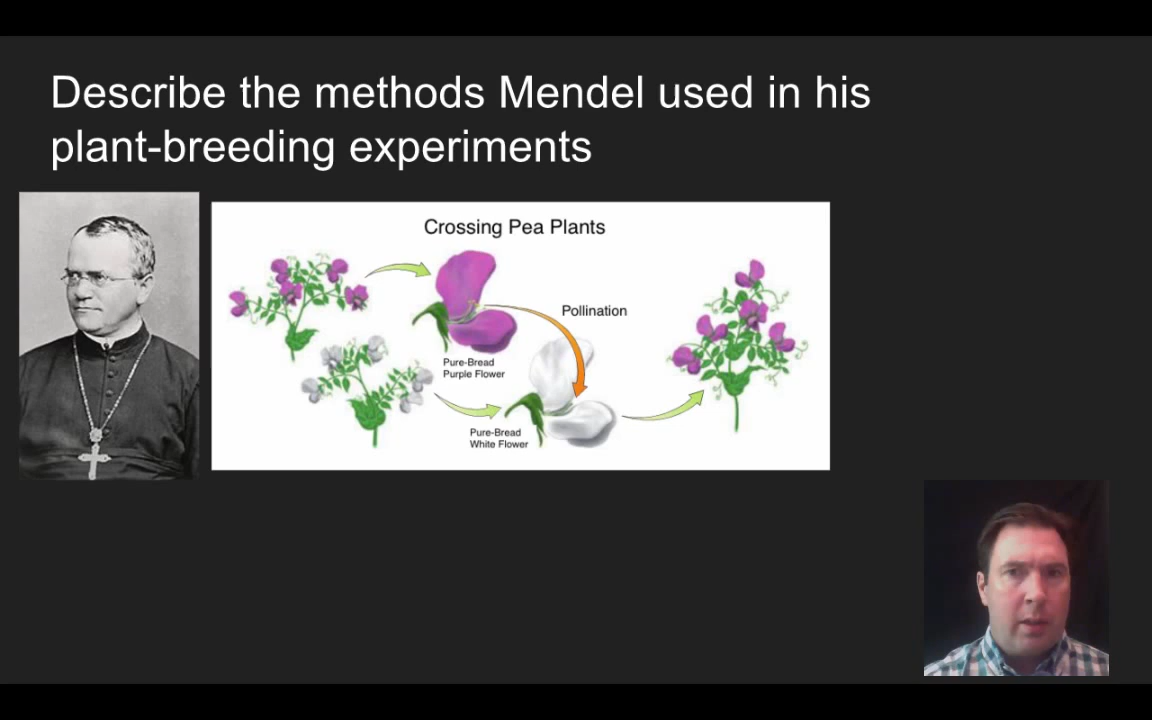 Describe the methods Mendel used in his
plant-breeding experiments
Crossing Pea Plants
Pollination
Pure-Bread
Purple Flower
Pure-Bread
White Flower